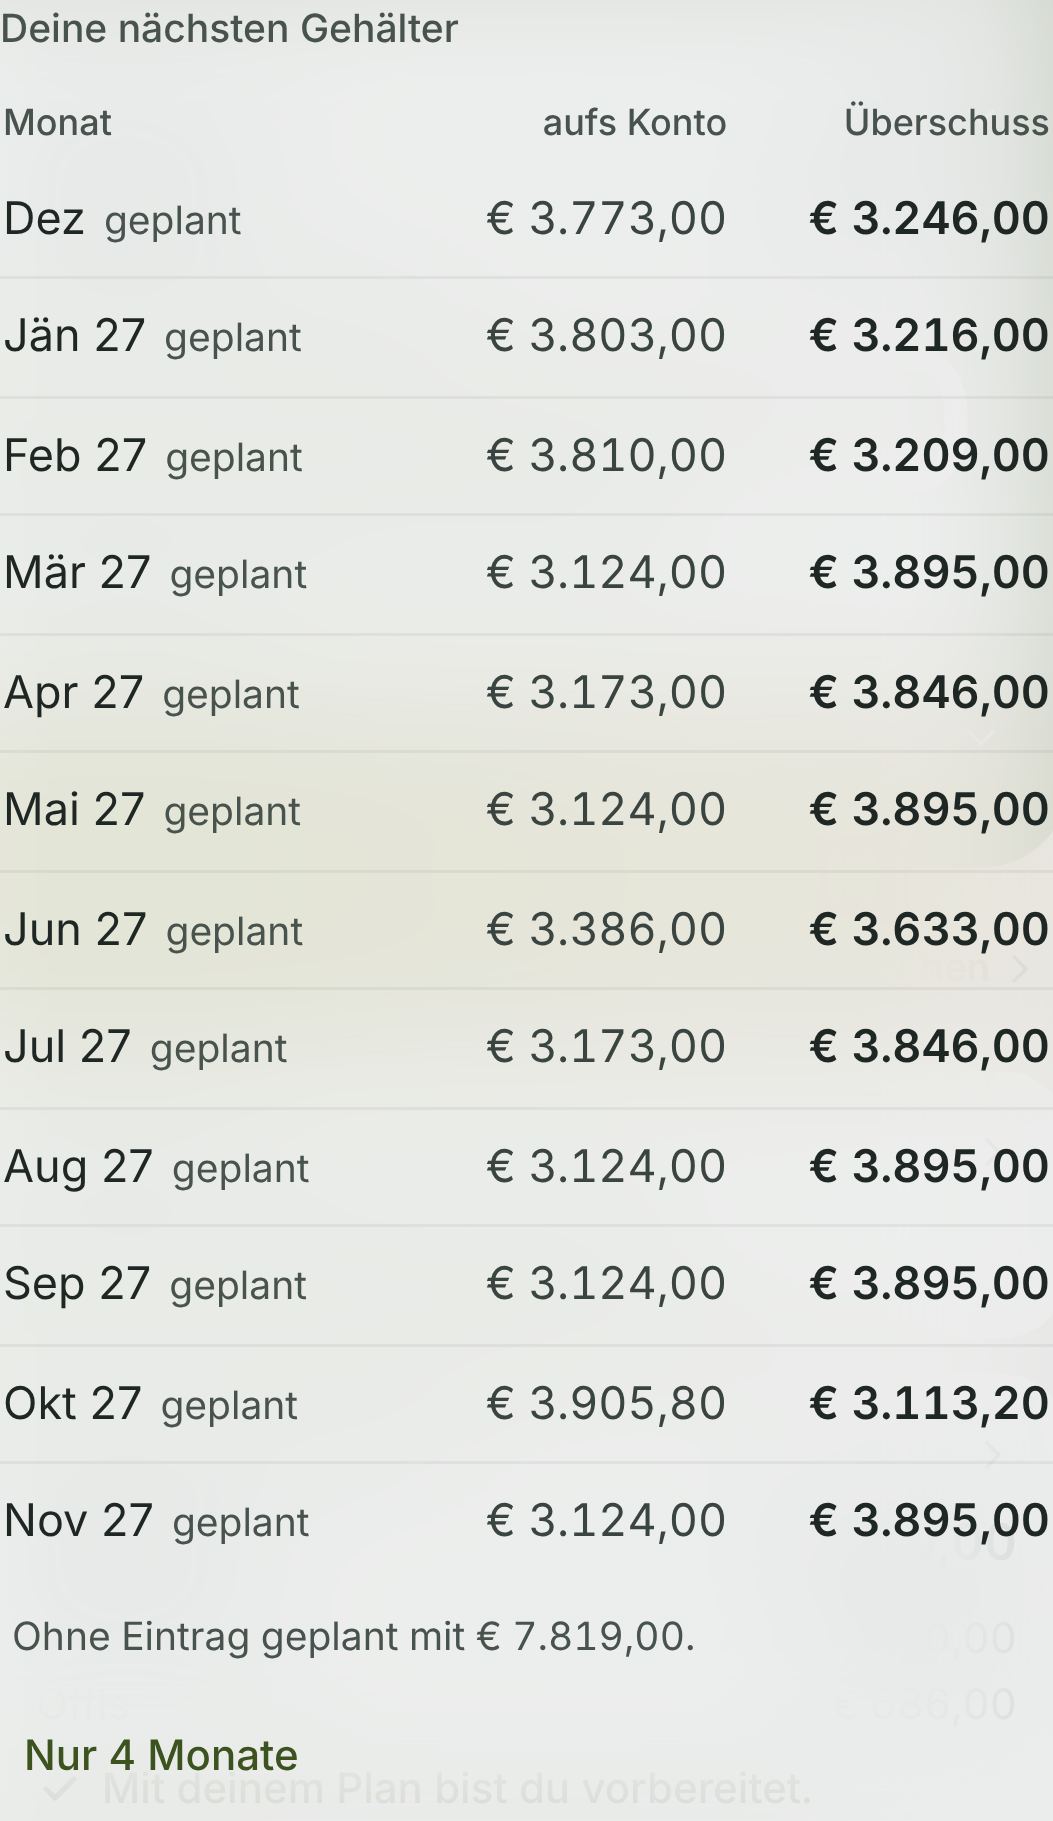 Deine nächsten Gehälter
Monat aufs Konto Überschuss
Dez geplant € 3.773,00 € 3.246,00
Jän 27 geplant € 3.803,00 € 3.216,00
Feb 27 geplant € 3.810,00 € 3.209,00
Mär 27 geplant € 3.124,00 € 3.895,00
Apr 27 geplant € 3.173,00 € 3.846,00
Mai 27 geplant € 3.124,00 € 3.895,00
Jun 27 geplant € 3.386,00 € 3.633,00
Jul 27 geplant € 3.173,00 € 3.846,00
Aug 27 geplant € 3.124,00 € 3.895,00
Sep 27 geplant € 3.124,00 € 3.895,00
Okt 27 geplant € 3.905,80 € 3.113,20
Nov 27 geplant € 3.124,00 € 3.895,00
Ohne Eintrag geplant mit € 7.819,00.
Öffis € 686,00
Nur 4 Monate
Mit deinem Plan bist du vorbereitet.